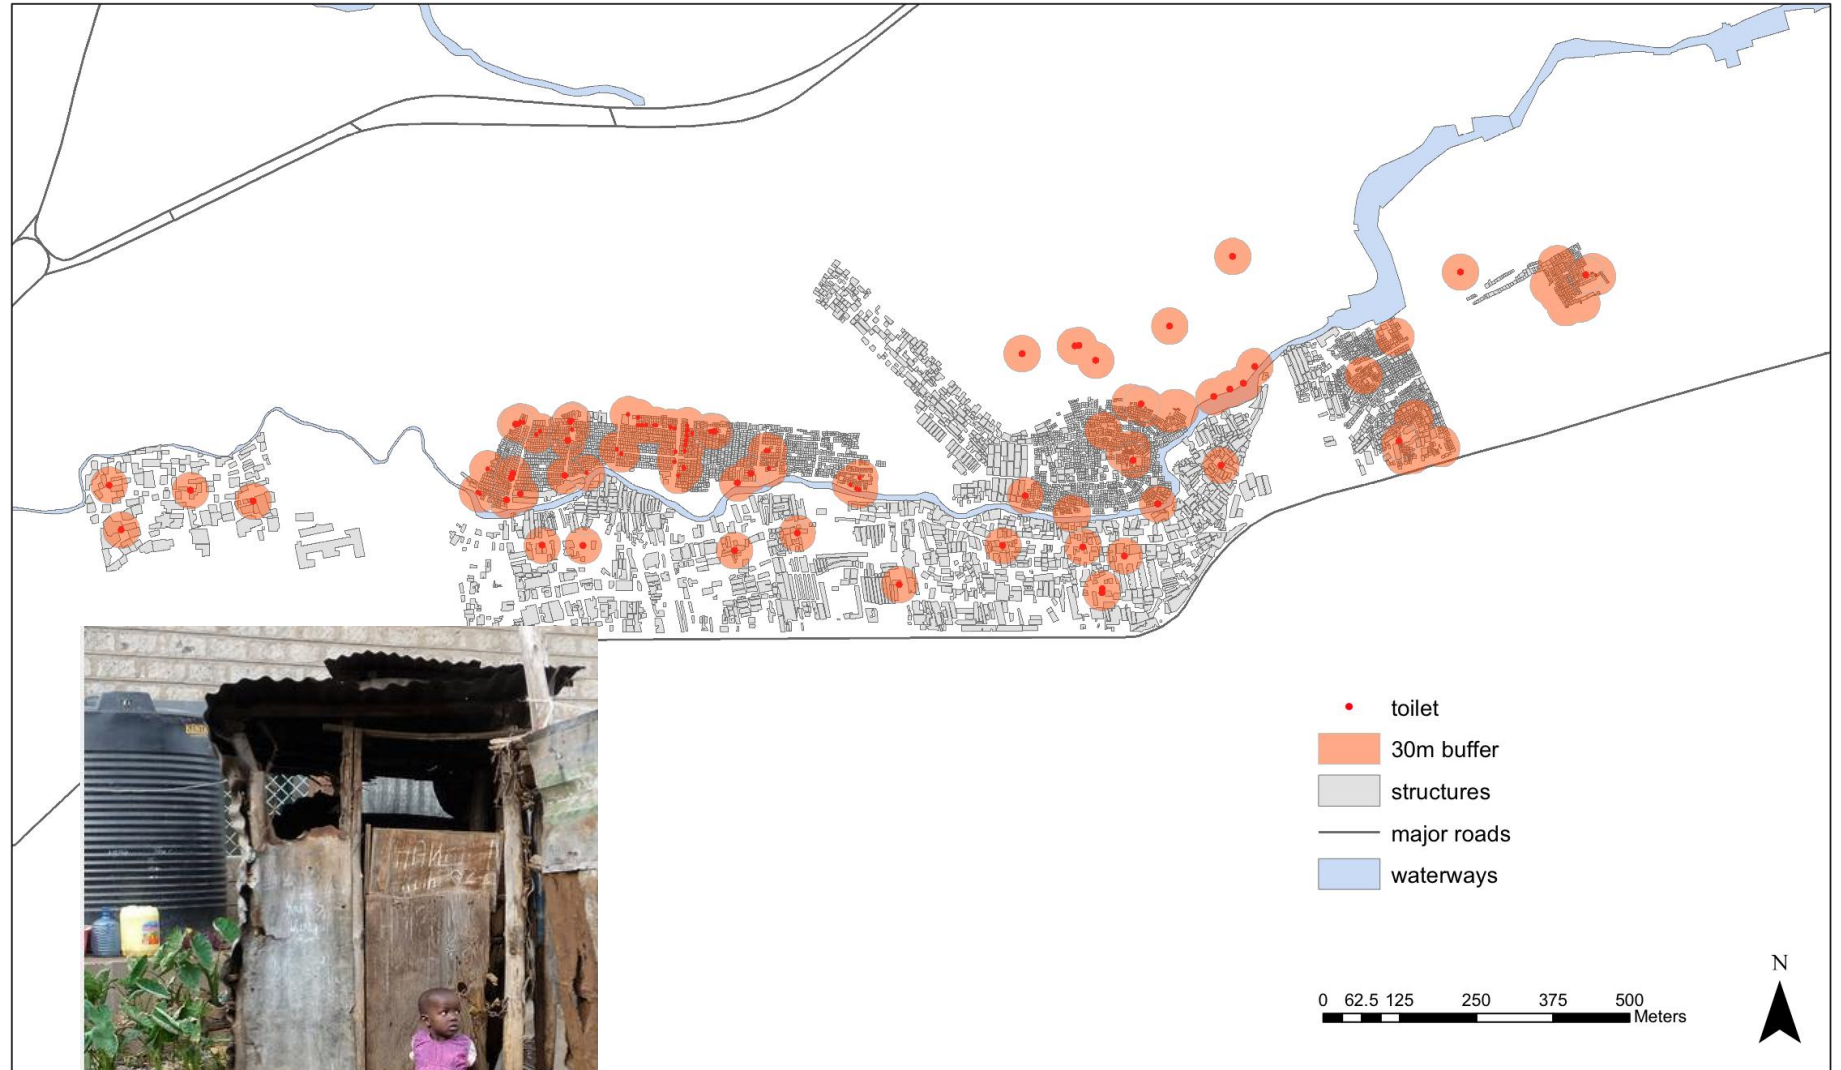 toilet
30m buffer
structures
major roads
waterways
N
0 62.5 125 250 375 500
Meters